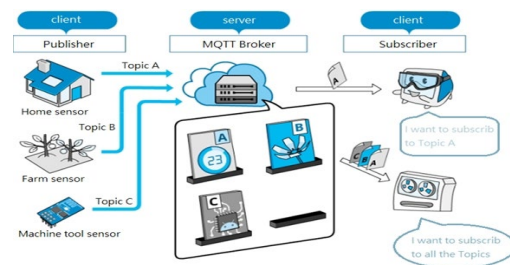 client
server
client
Publisher
MQTT Broker
Subscriber
Topic A
A
Home sensor
Topic B
I want to subscrib
to Topic A
A
23
B
Farm sensor
C B A
Topic C
C
Machine tool sensor
I want to subscrib
to all the Topics